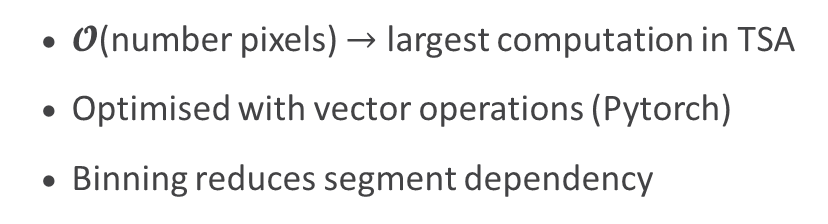 • 𝓞(number pixels) → largest computation in TSA
• Optimised with vector operations (Pytorch)
• Binning reduces segment dependency